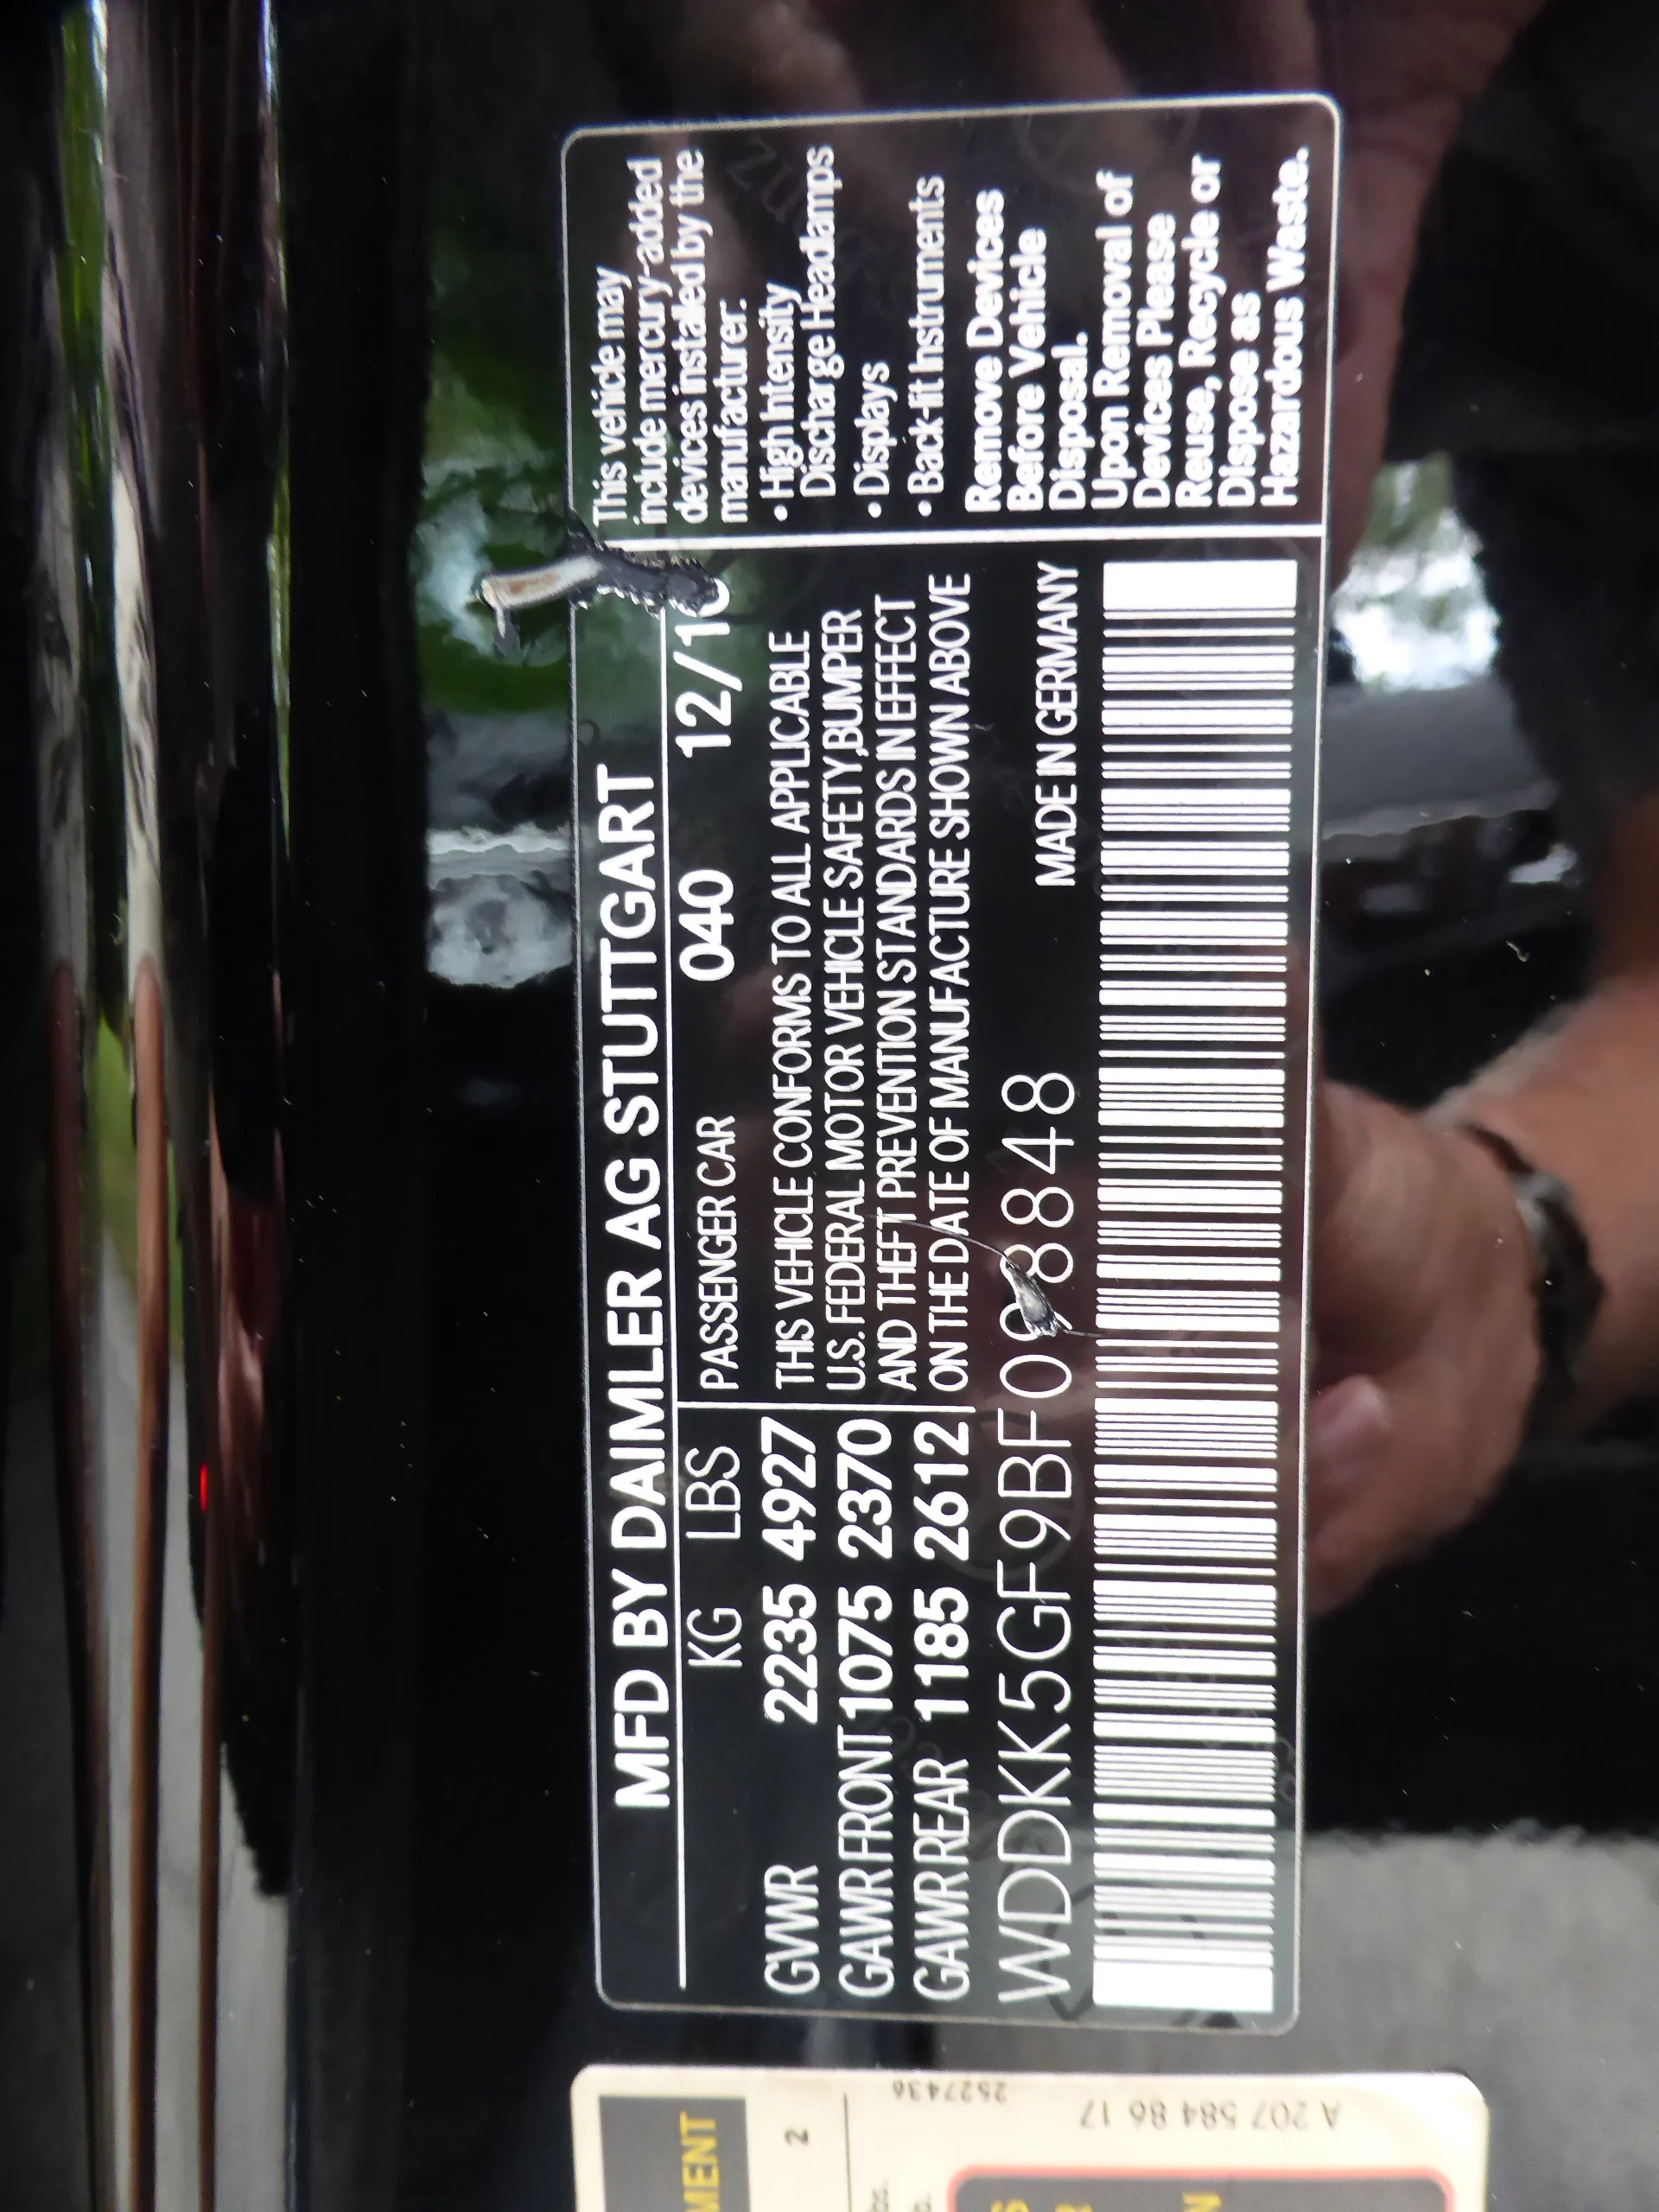 MFD BY DAIMLER AG STUTTGART
KG LBS PASSENGER CAR 040
GVWR 2235 4927
GAWR FRONT 1075 2370
GAWR REAR 1185 2612
THIS VEHICLE CONFORMS TO ALL APPLICABLE
U.S. FEDERAL MOTOR VEHICLE SAFETY,BUMPER
AND THEFT PREVENTION STANDARDS IN EFFECT
ON THE DATE OF MANUFACTURE SHOWN ABOVE
MADE IN GERMANY
This vehicle may
include mercury-added
devices installed by the
manufacturer:
• High Intensity
Discharge Headlamps
• Displays
• Back-fit Instruments
Remove Devices
Before Vehicle
Disposal.
Upon Removal of
Devices Please
Reuse, Recycle or
Dispose as
Hazardous Waste.
MENT
2
2527436
A 207 584 86 17